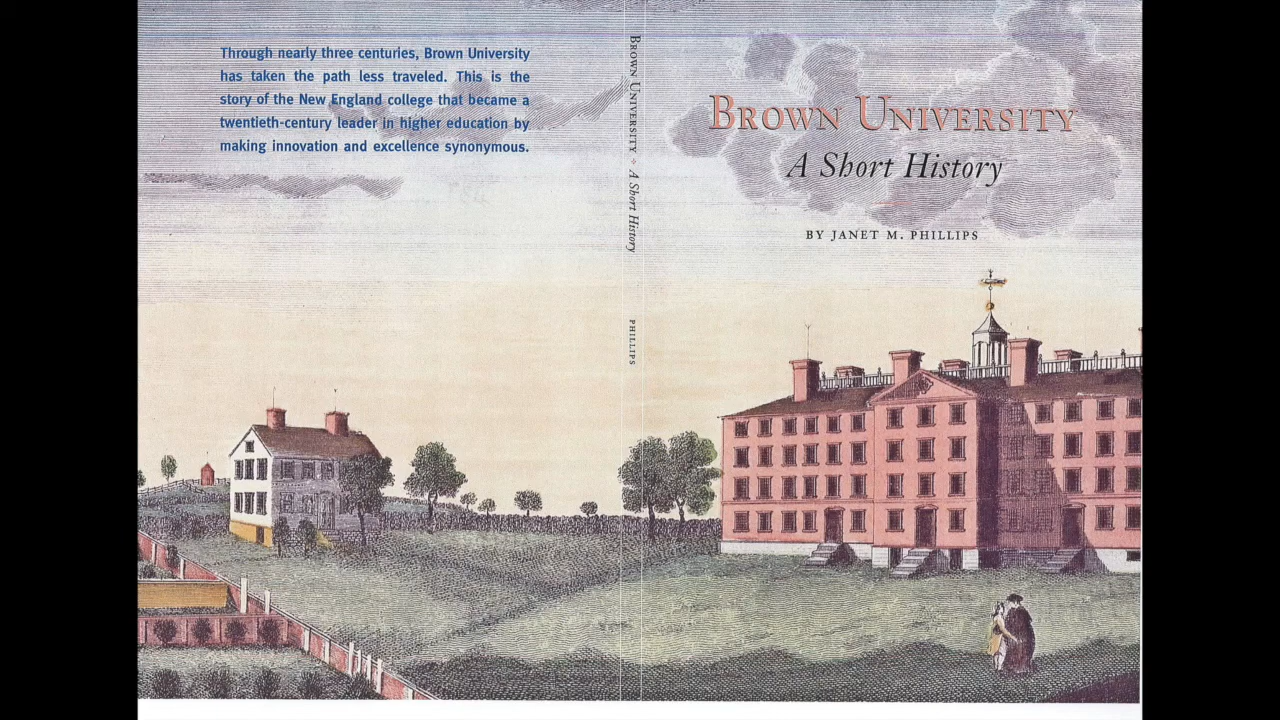 Through nearly three centuries, Brown University
has taken the path less traveled. This is the
story of the New England college that became a
twentieth-century leader in higher education by
making innovation and excellence synonymous.
Brown University ÷ A Short History
Phillips
Brown University
A Short History
BY JANET M. PHILLIPS